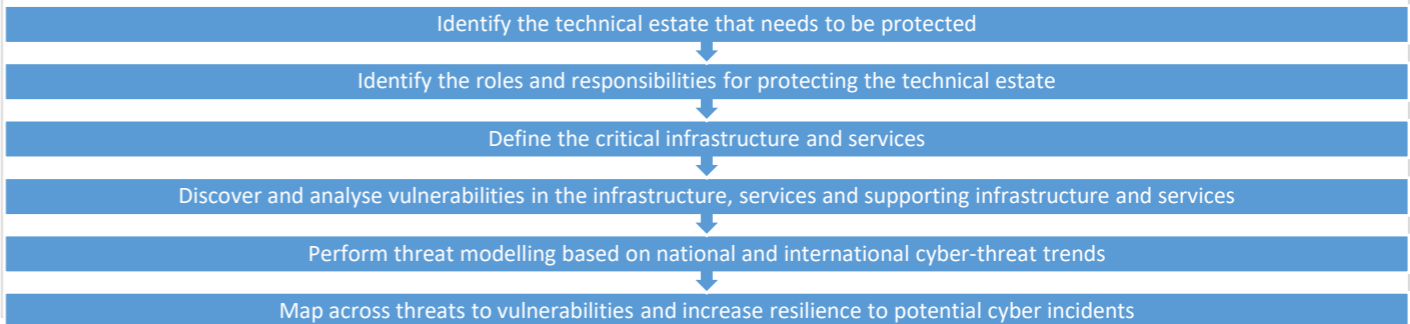 Identify the technical estate that needs to be protected
Identify the roles and responsibilities for protecting the technical estate
Define the critical infrastructure and services
Discover and analyse vulnerabilities in the infrastructure, services and supporting infrastructure and services
Perform threat modelling based on national and international cyber-threat trends
Map across threats to vulnerabilities and increase resilience to potential cyber incidents